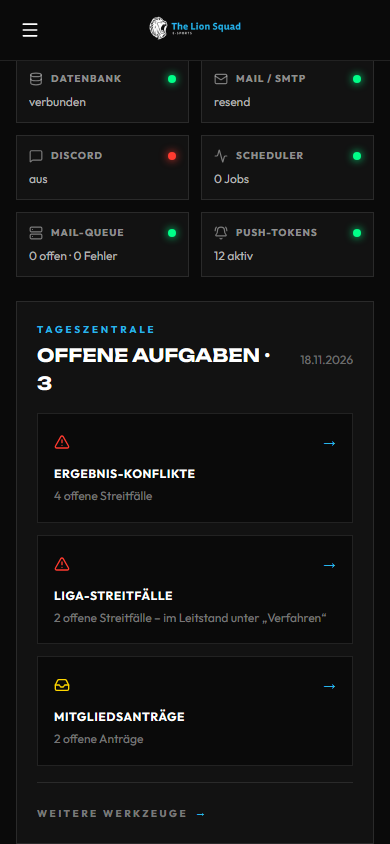 The Lion Squad
E-SPORTS
DATENBANK
verbunden
MAIL / SMTP
resend
DISCORD
aus
SCHEDULER
0 Jobs
MAIL-QUEUE
0 offen · 0 Fehler
PUSH-TOKENS
12 aktiv
TAGESZENTRALE
OFFENE AUFGABEN ·
3
18.11.2026
→
ERGEBNIS-KONFLIKTE
4 offene Streitfälle
→
LIGA-STREITFÄLLE
2 offene Streitfälle – im Leitstand unter „Verfahren“
→
MITGLIEDSANTRÄGE
2 offene Anträge
WEITERE WERKZEUGE →